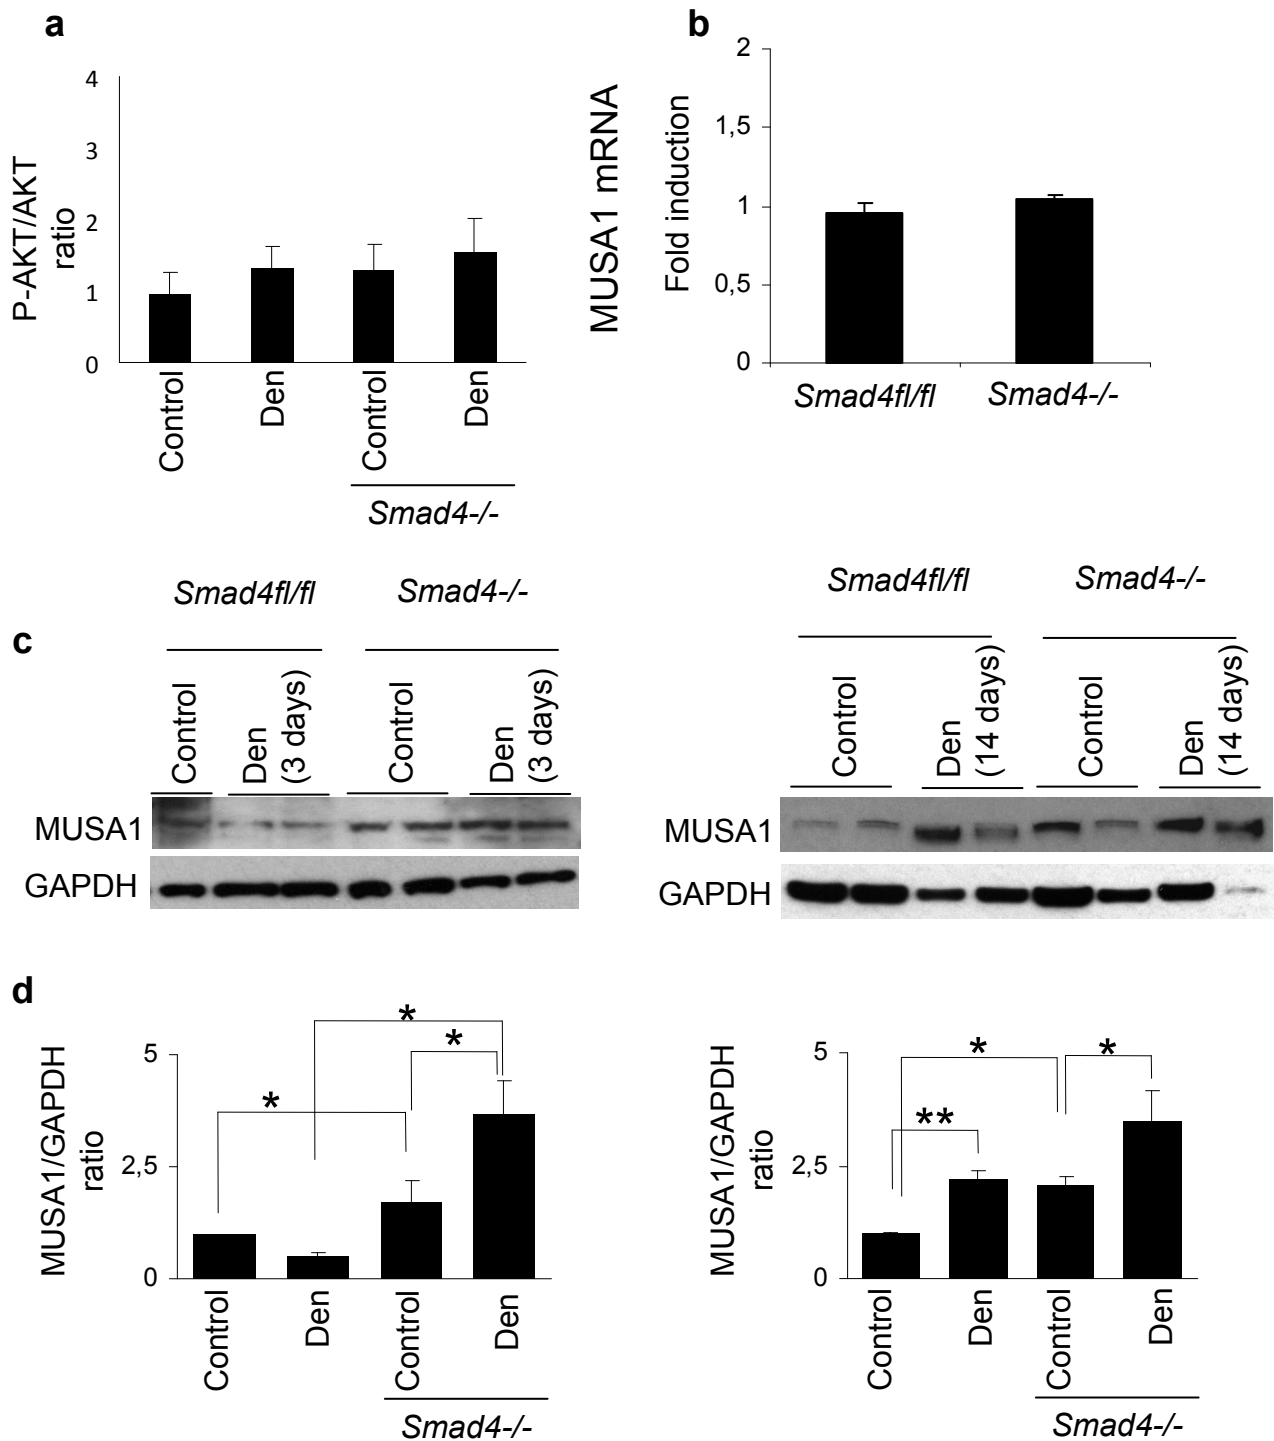 a
P-AKT/AKT
ratio
4
3
2
1
0
Control
Den
Control
Den
Smad4-/-
b
MUSA1 mRNA
Fold induction
2
1,5
1
0,5
0
Smad4fl/fl
Smad4-/-
c
Smad4fl/fl
Smad4-/-
Control
Den
(3 days)
Control
Den
(3 days)
MUSA1
GAPDH
Smad4fl/fl
Smad4-/-
Control
Den
(14 days)
Control
Den
(14 days)
MUSA1
GAPDH
d
MUSA1/GAPDH
ratio
5
2,5
0
*
*
*
Control
Den
Control
Den
Smad4-/-
MUSA1/GAPDH
ratio
5
2,5
0
*
*
**
Control
Den
Control
Den
Smad4-/-